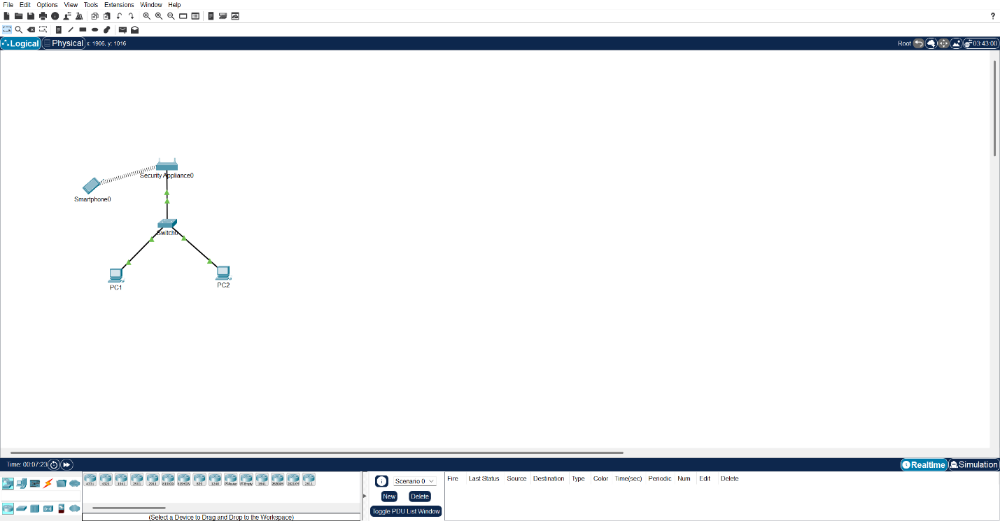 File Edit Options View Tools Extensions Window Help
?
Logical Physical x: 1906, y: 1016 Root 03:43:00
Security Appliance0
Smartphone0
Switch0
PC1
PC2
Time: 00:07:23 Realtime Simulation
4331 4321 1941 2901 2911 819HGW 829 1240 PT-Router PT-Empty 1841 2620XM 2621XM 2811
Scenario 0
New Delete
Toggle PDU List Window
Fire Last Status Source Destination Type Color Time(sec) Periodic Num Edit Delete
(Select a Device to Drag and Drop to the Workspace)